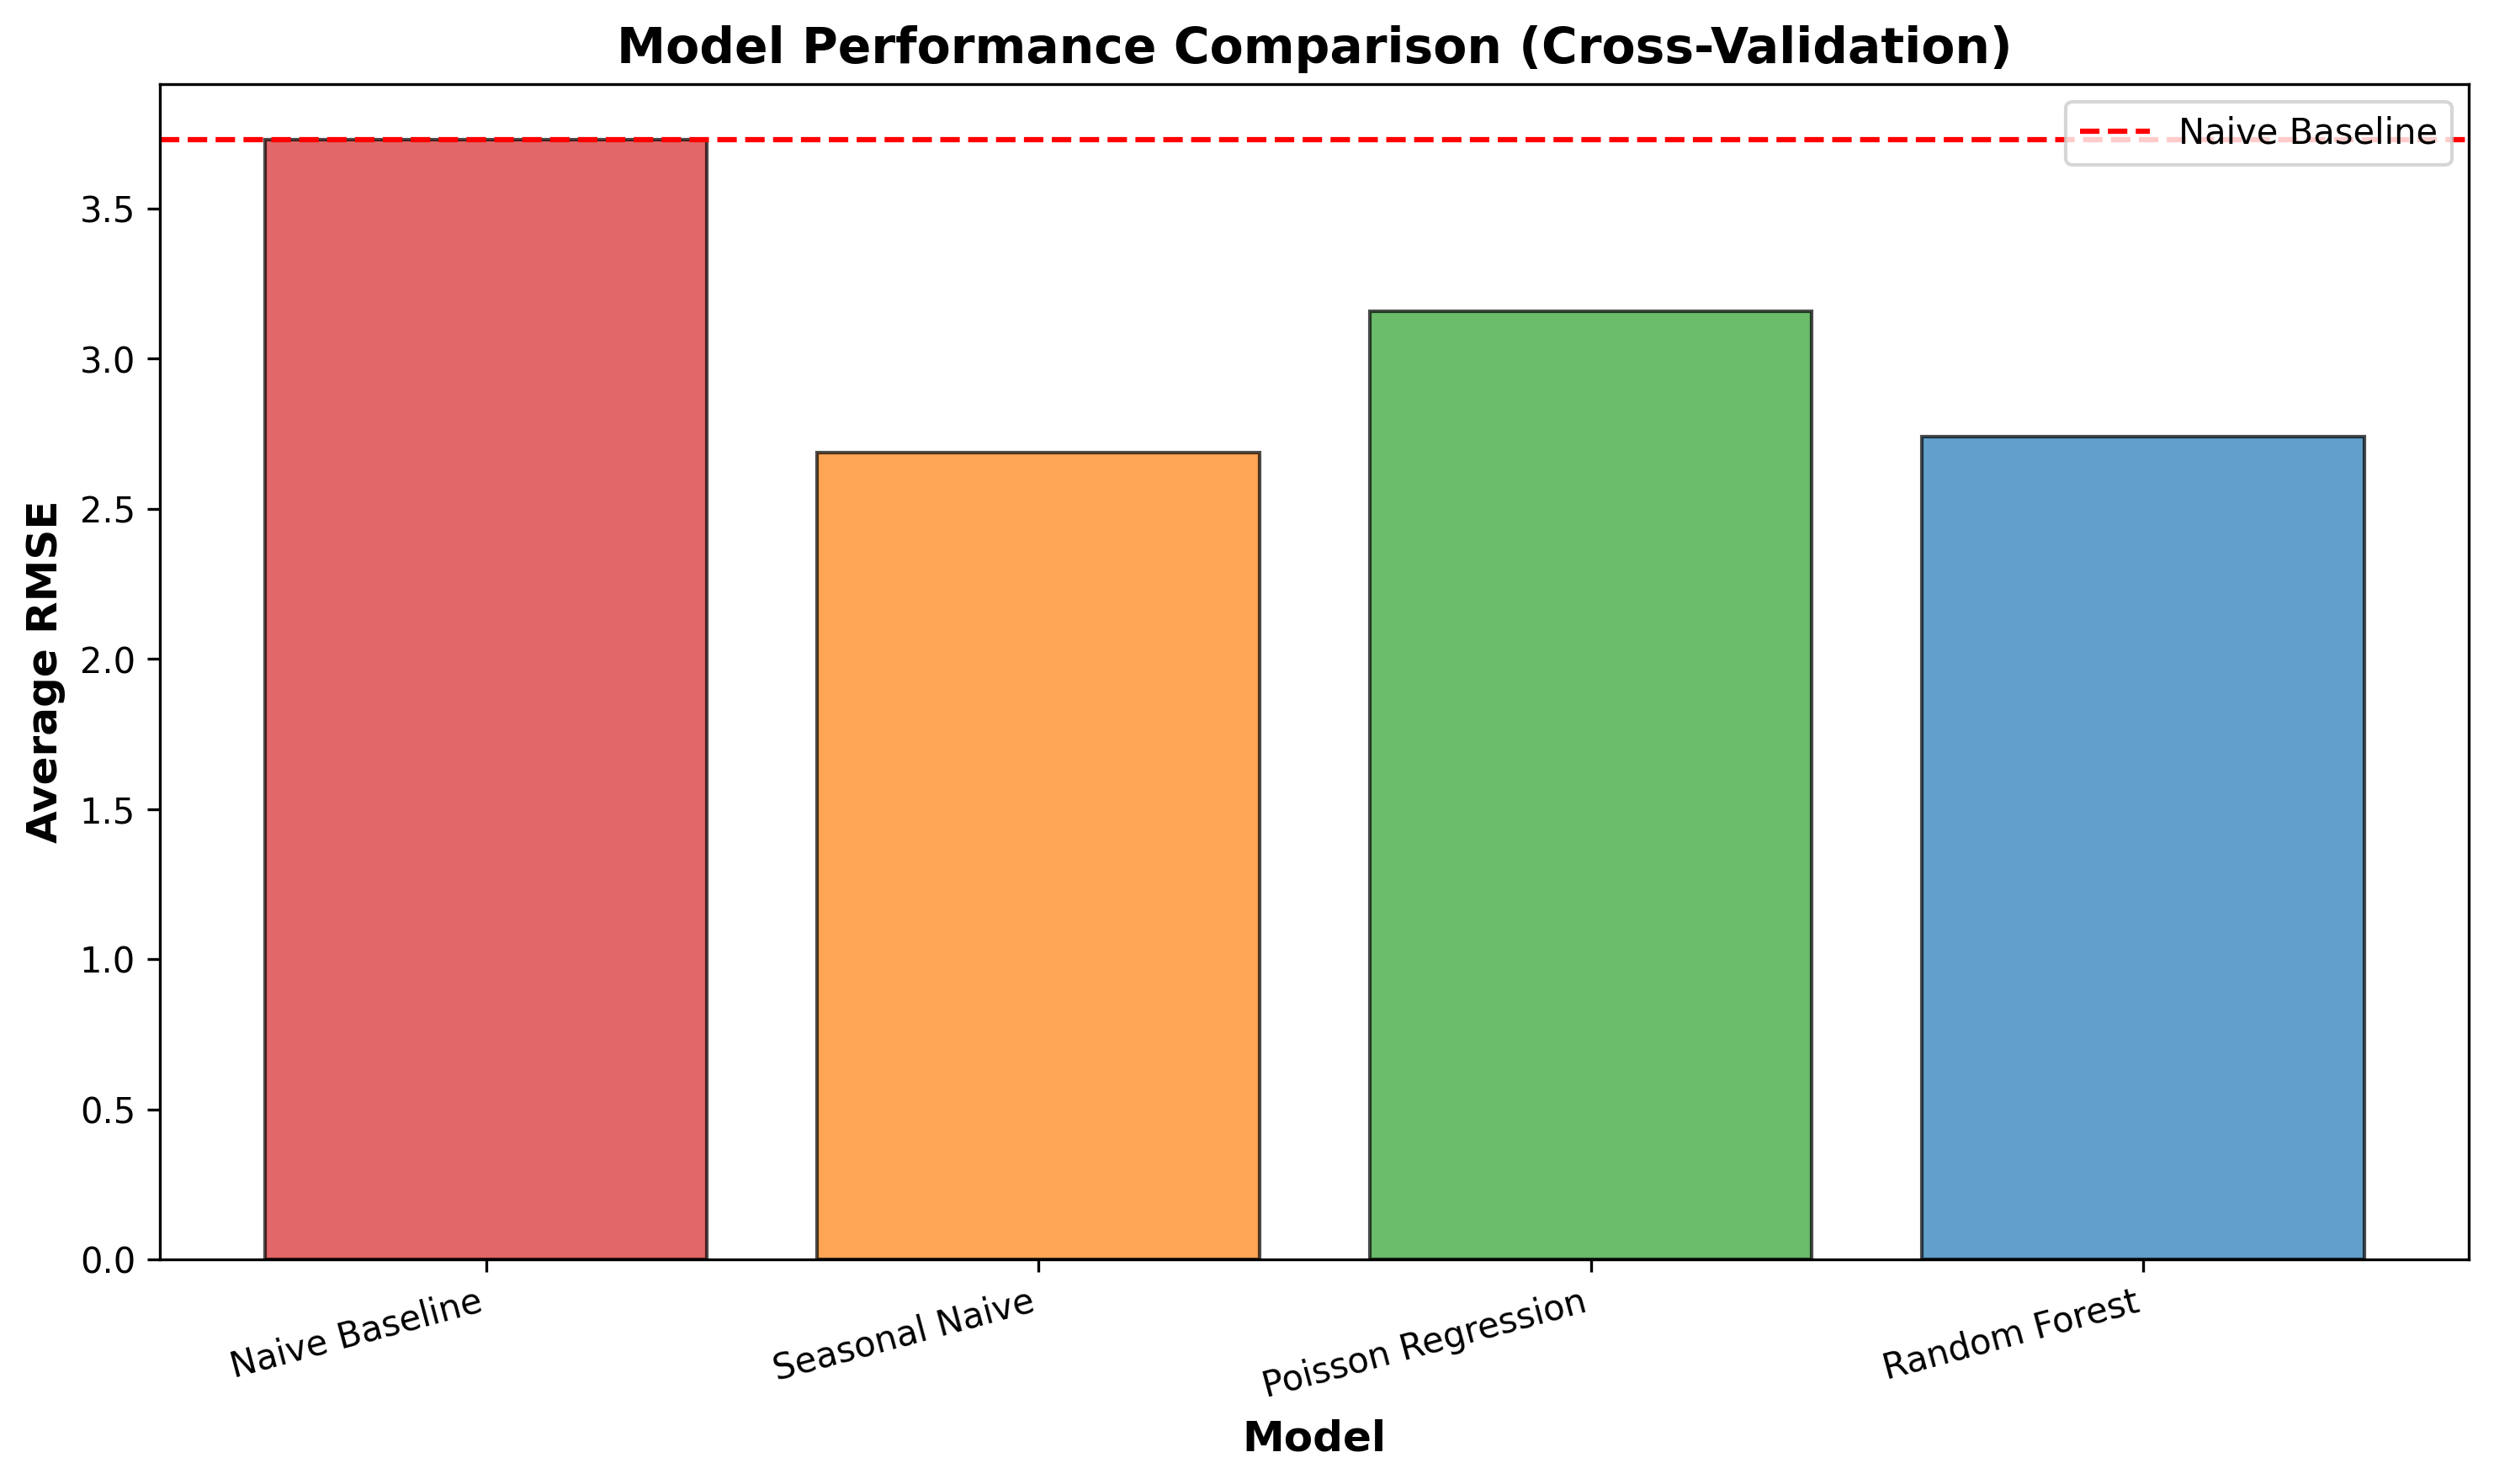 Model Performance Comparison (Cross-Validation)
Naive Baseline
Average RMSE
3.5
3.0
2.5
2.0
1.5
1.0
0.5
0.0
Naive Baseline
Seasonal Naive
Poisson Regression
Random Forest
Model